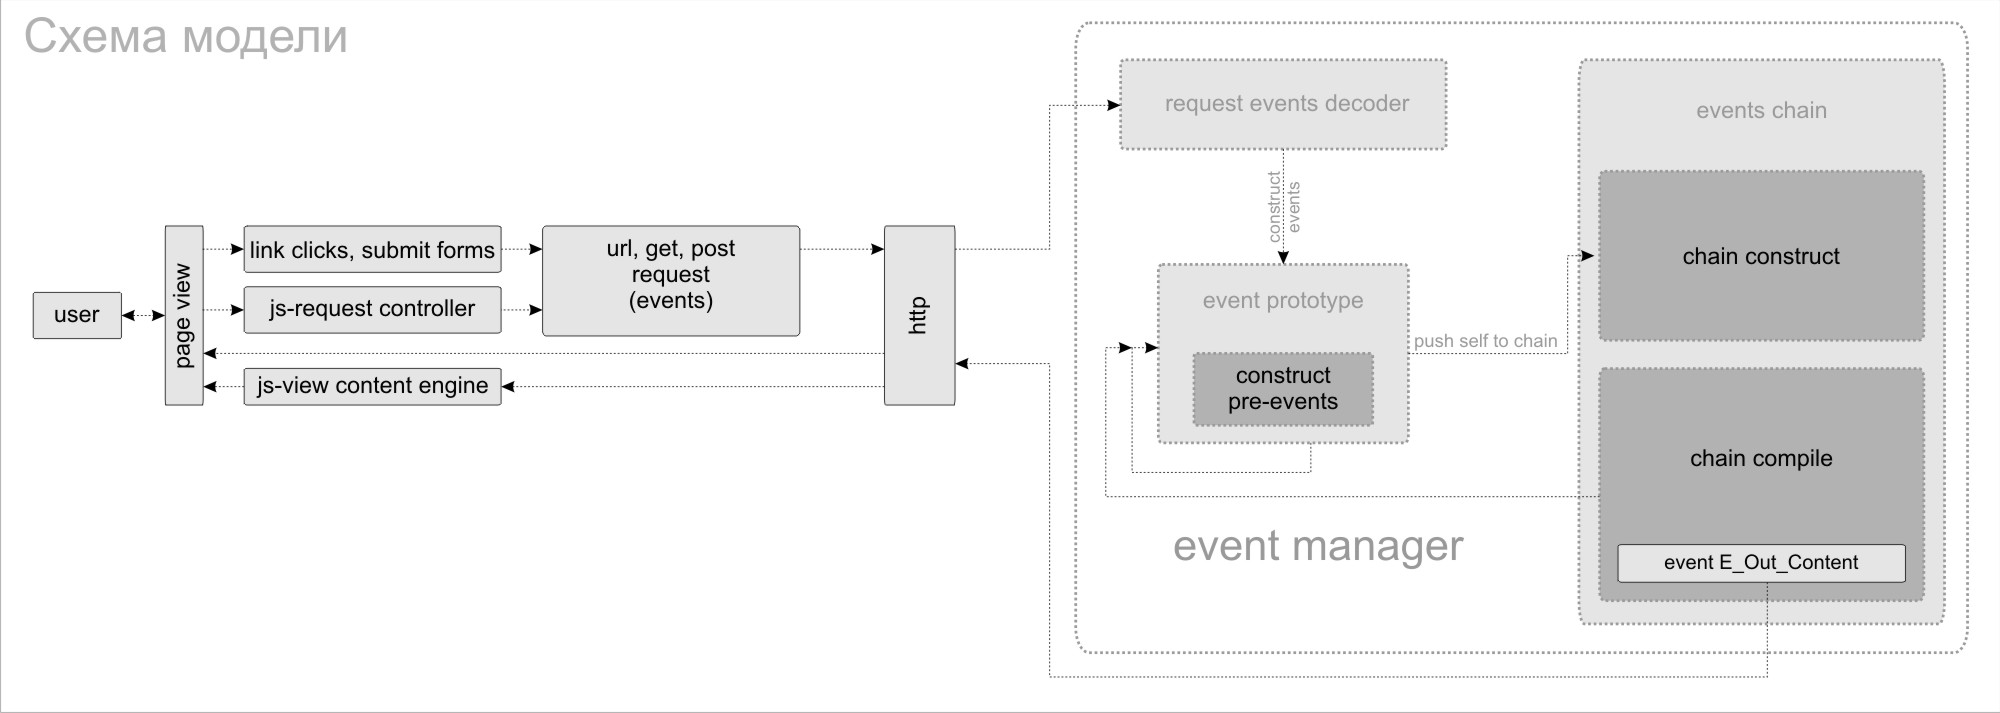 Схема модели
request events decoder
events chain
construct
events
link clicks, submit forms
url, get, post
request
(events)
chain construct
event prototype
user
page view
js-request controller
http
push self to chain
construct
pre-events
js-view content engine
chain compile
event manager
event E_Out_Content